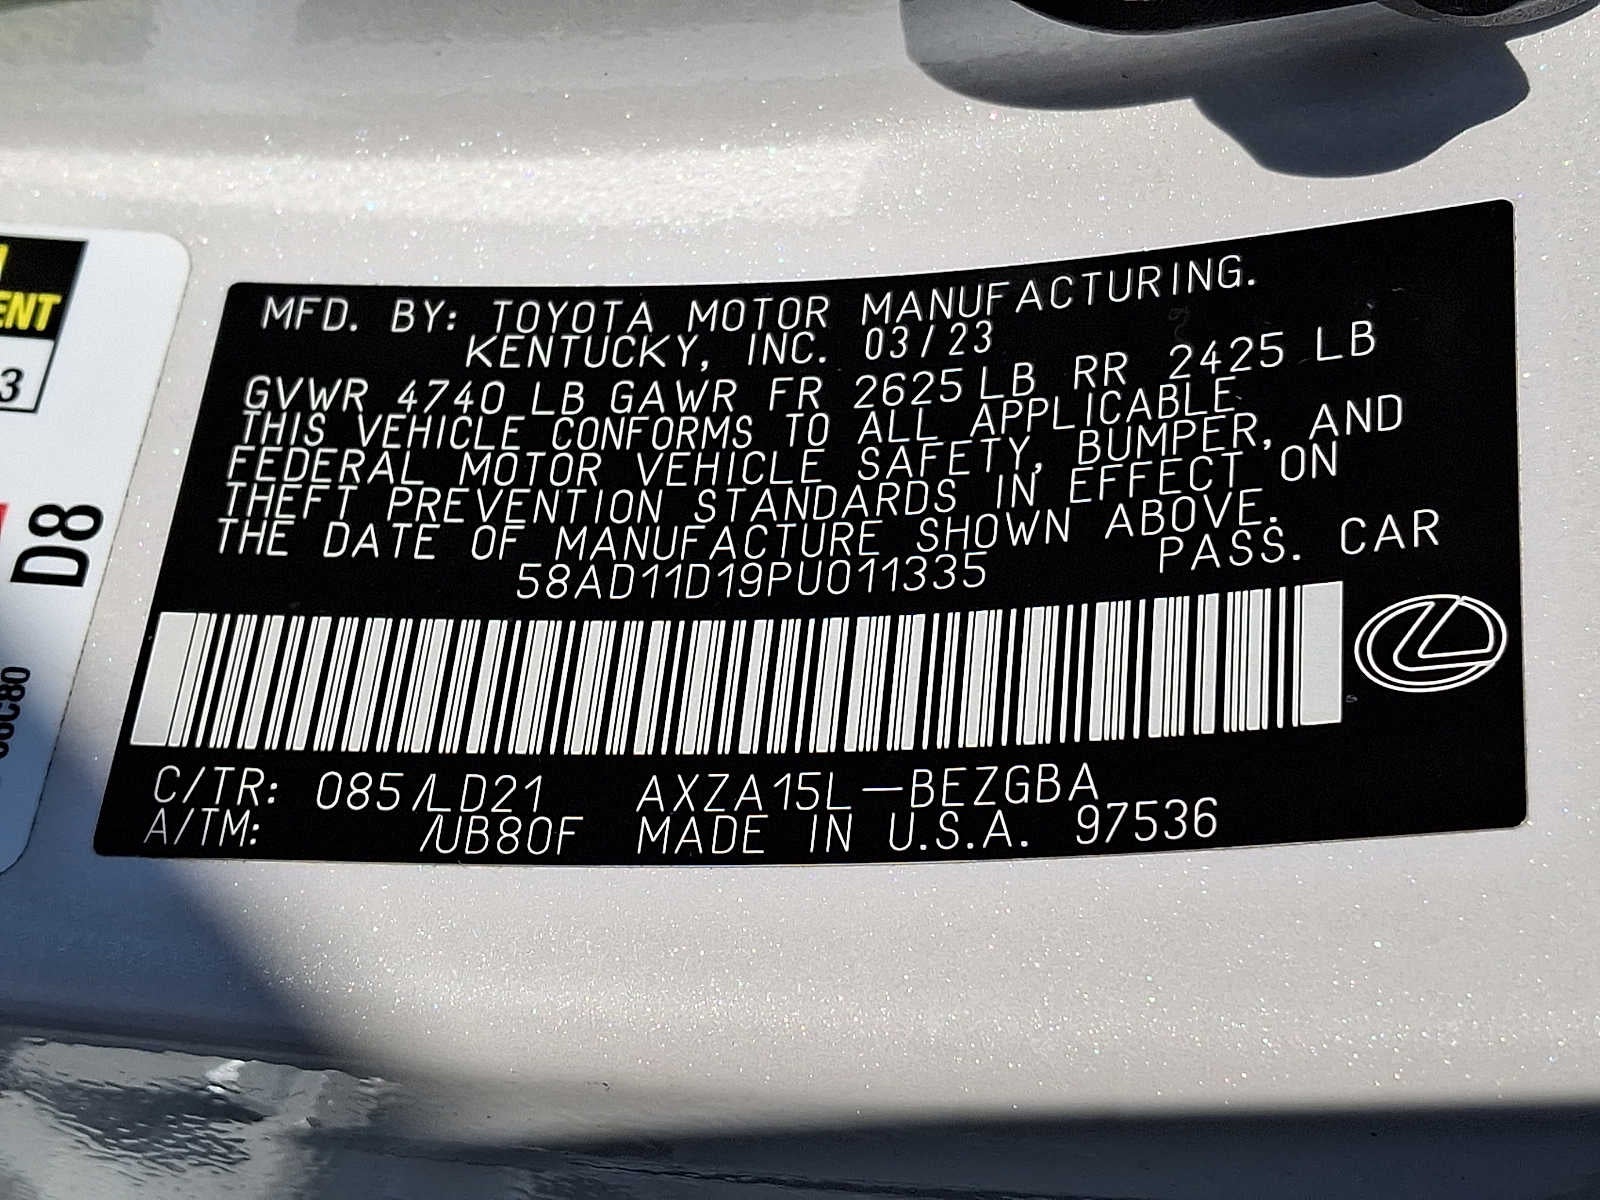 MFD. BY: TOYOTA MOTOR MANUFACTURING.
KENTUCKY, INC. 03/23
GVWR 4740 LB GAWR FR 2625 LB RR 2425 LB
THIS VEHICLE CONFORMS TO ALL APPLICABLE
FEDERAL MOTOR VEHICLE SAFETY, BUMPER, AND
THEFT PREVENTION STANDARDS IN EFFECT ON
THE DATE OF MANUFACTURE SHOWN ABOVE.
58AD11D19PU011335 PASS. CAR
C/TR: 085/LD21 AXZA15L-BEZGBA
A/TM: /UB80F MADE IN U.S.A. 97536
ENT
3
D8